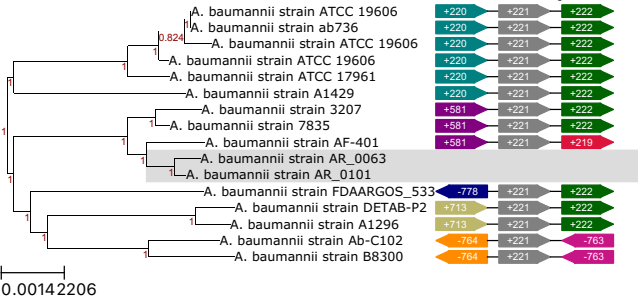 A. baumannii strain ATCC 19606 +220 +221 +222
A. baumannii strain ab736 +220 +221 +222
0.824
A. baumannii strain ATCC 19606 +220 +221 +222
1
A. baumannii strain ATCC 19606 +220 +221 +222
1
A. baumannii strain ATCC 17961 +220 +221 +222
1
A. baumannii strain A1429 +220 +221 +222
A. baumannii strain 3207 +581 +221 +222
1
A. baumannii strain 7835 +581 +221 +222
1
1
A. baumannii strain AF-401 +581 +221 +219
1
A. baumannii strain AR_0063
1
A. baumannii strain AR_0101
A. baumannii strain FDAARGOS_533 -778 +221 +222
1
A. baumannii strain DETAB-P2 +713 +221 +222
1
A. baumannii strain A1296 +713 +221 +222
1
A. baumannii strain Ab-C102 +221 -764 -763
1
A. baumannii strain B8300 -764 +221 -763
0.00142206